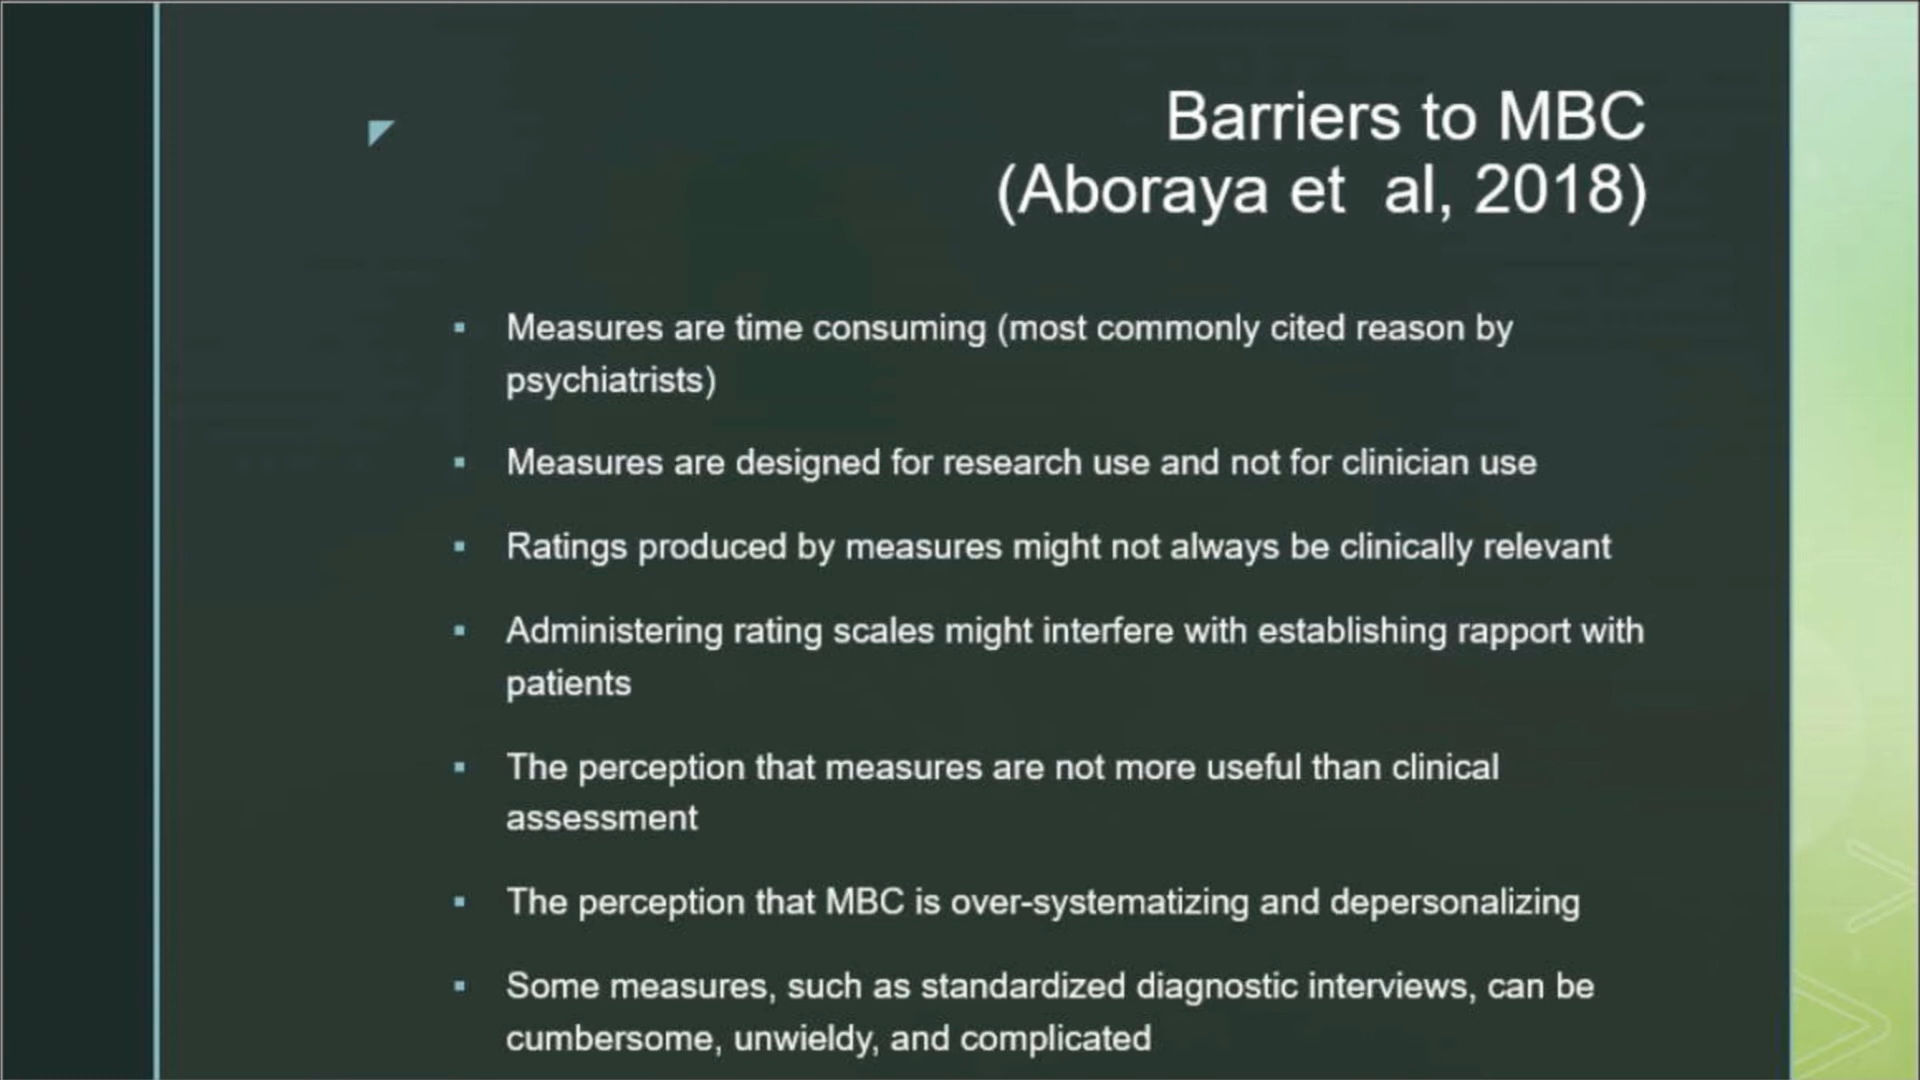 Barriers to MBC
(Aboraya et  al, 2018)
▪ Measures are time consuming (most commonly cited reason by
psychiatrists)
▪ Measures are designed for research use and not for clinician use
▪ Ratings produced by measures might not always be clinically relevant
▪ Administering rating scales might interfere with establishing rapport with
patients
▪ The perception that measures are not more useful than clinical
assessment
▪ The perception that MBC is over-systematizing and depersonalizing
▪ Some measures, such as standardized diagnostic interviews, can be
cumbersome, unwieldy, and complicated